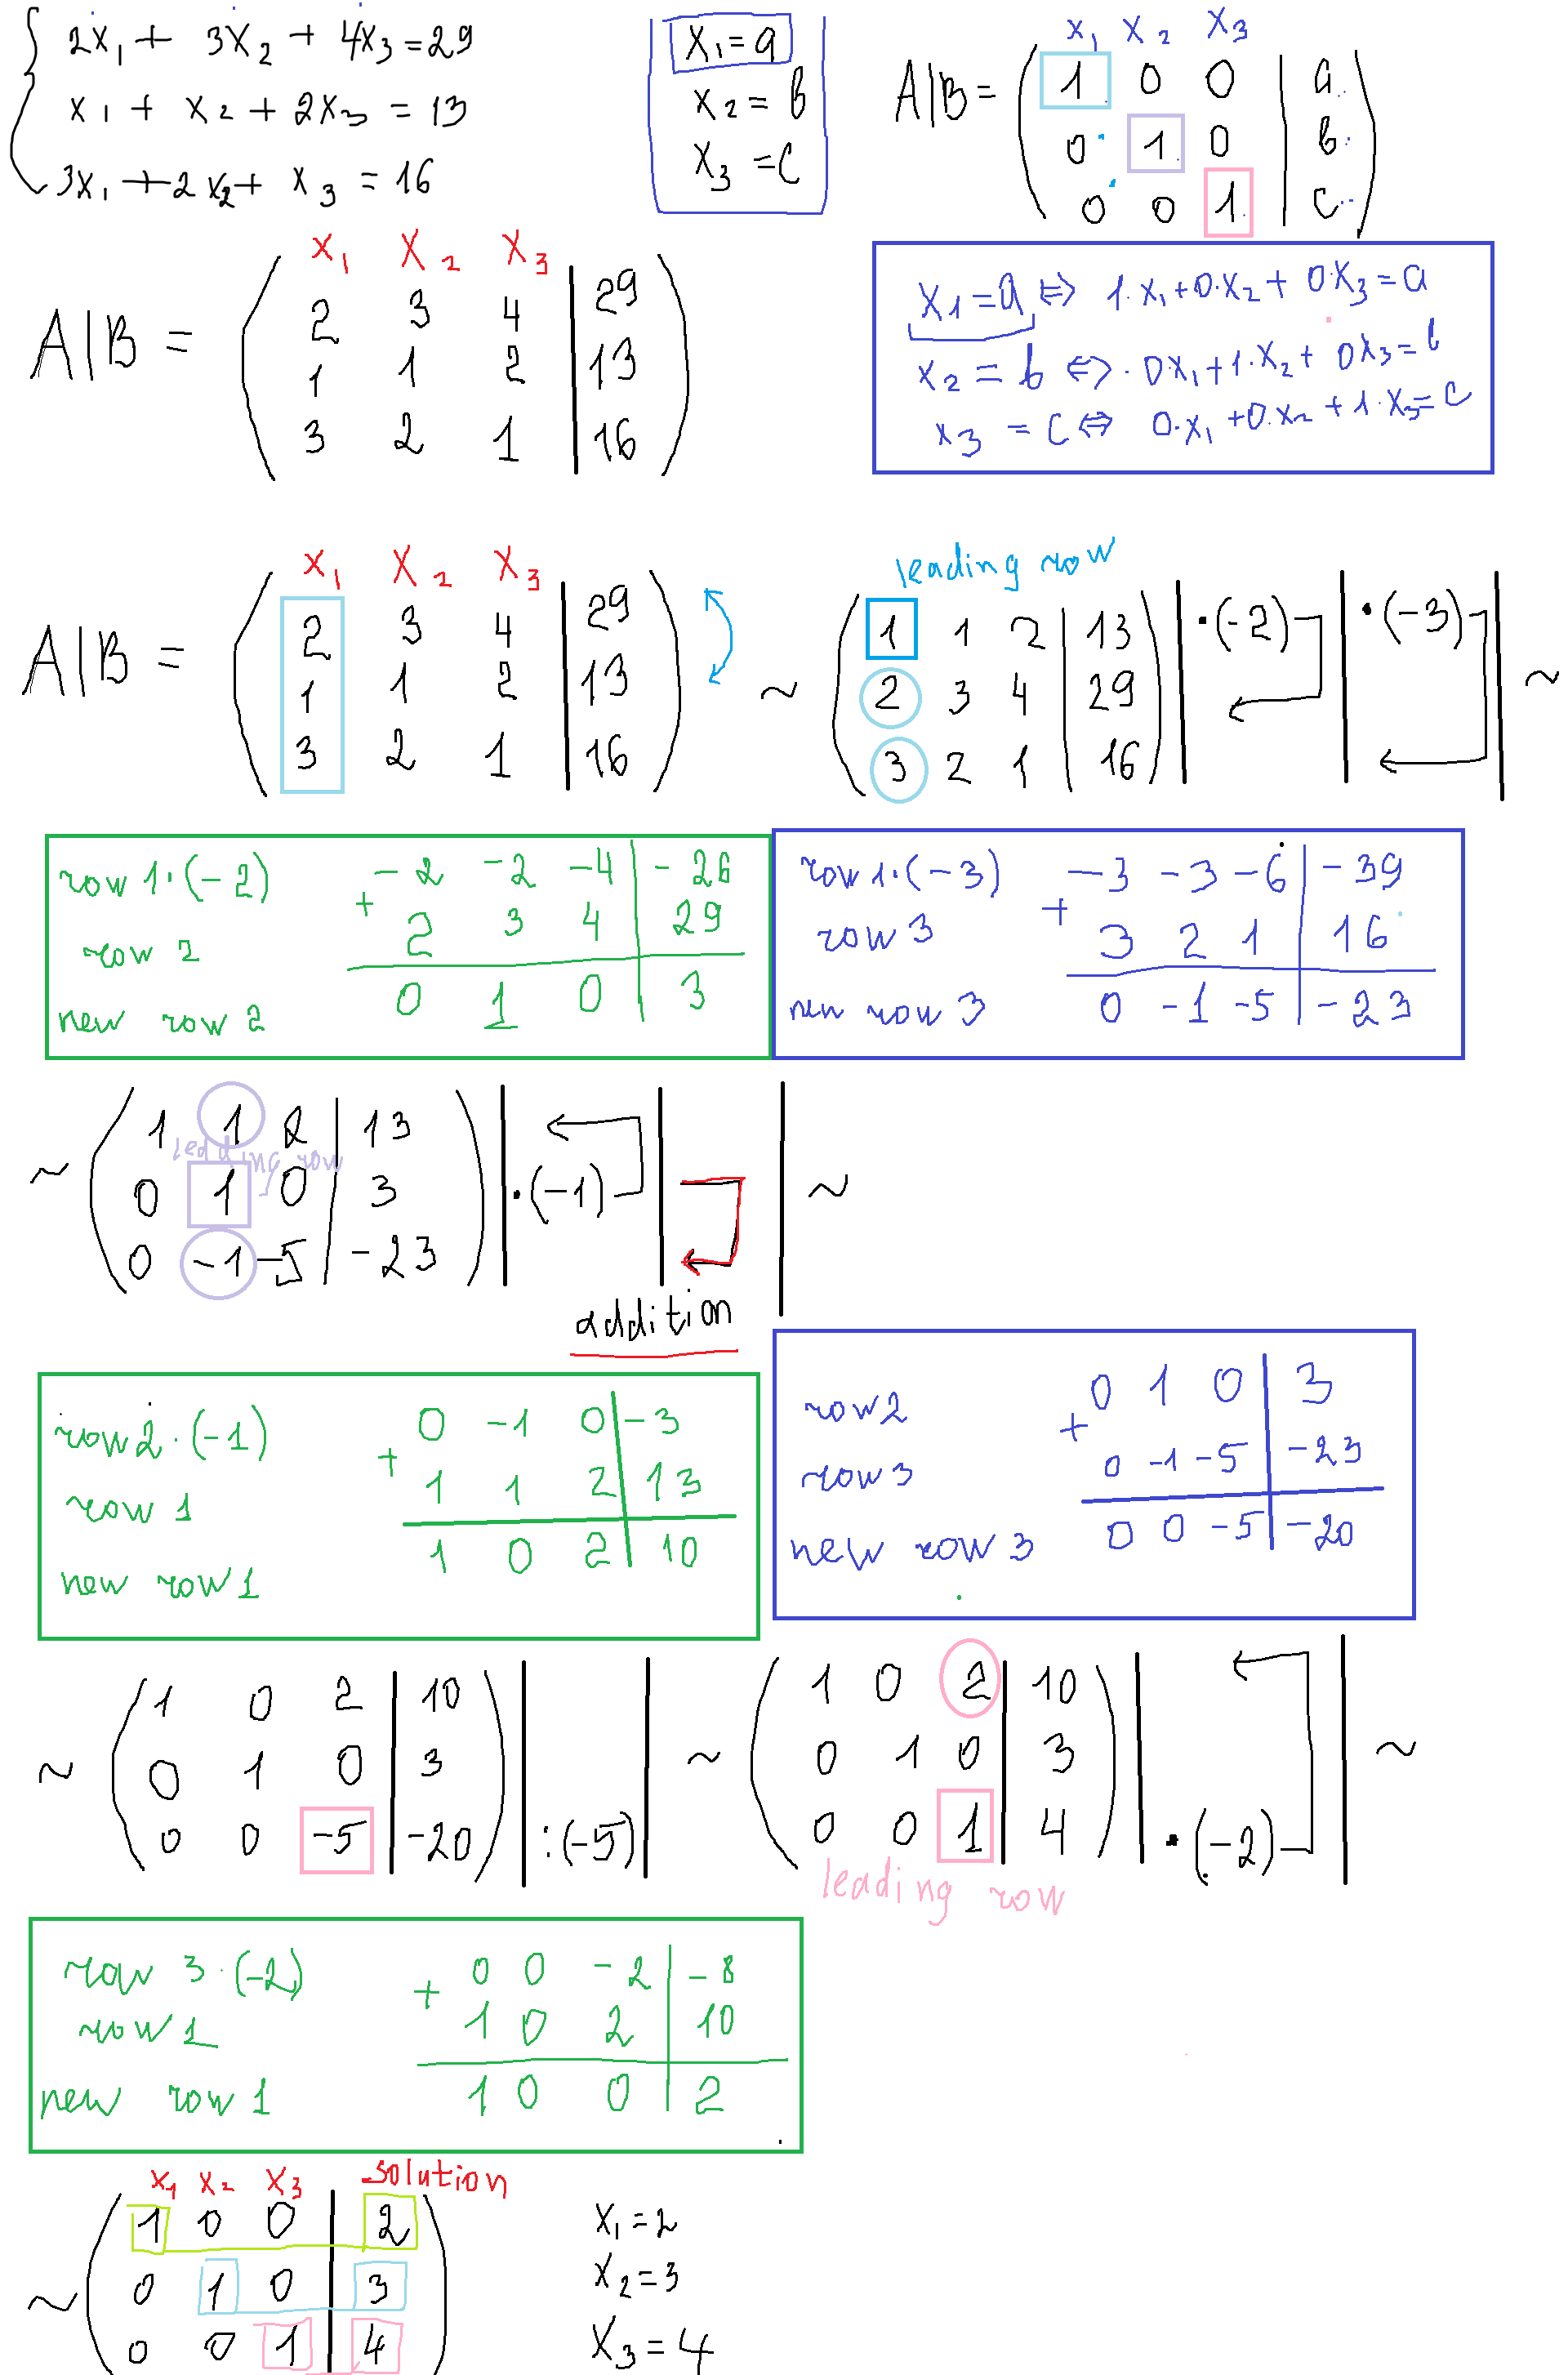 2x₁ + 3x₂ + 4x₃ = 29
x₁ + x₂ + 2x₃ = 13
3x₁ + 2x₂ + x₃ = 16
x₁ = a
x₂ = b
x₃ = c
x₁ x₂ x₃
A|B = ( 1 0 0 | a
0 1 0 | b
0 0 1 | c )
x₁ = a ⇔ 1·x₁ + 0·x₂ + 0·x₃ = a
x₂ = b ⇔ 0x₁ + 1·x₂ + 0x₃ = b
x₃ = c ⇔ 0·x₁ + 0·x₂ + 1·x₃ = c
x₁ x₂ x₃
A|B = ( 2 3 4 | 29
1 1 2 | 13
3 2 1 | 16 )
x₁ x₂ x₃
A|B = ( 2 3 4 | 29
1 1 2 | 13
3 2 1 | 16 ) ~
leading row
( 1 1 2 | 13 | ·(-2) | ·(-3) |
2 3 4 | 29
3 2 1 | 16 ) ~
row 1·(-2) + -2 -2 -4 | -26
row 2 2 3 4 | 29
new row 2 0 1 0 | 3
row 1·(-3) + -3 -3 -6 | -39
row 3 3 2 1 | 16
new row 3 0 -1 -5 | -23
~ ( 1 1 2 | 13
leading row
0 1 0 | 3 | ·(-1) | | ~
0 -1 -5 | -23 )
addition
row 2·(-1) + 0 -1 0 | -3
row 1 1 1 2 | 13
new row 1 1 0 2 | 10
row 2 + 0 1 0 | 3
row 3 0 -1 -5 | -23
new row 3 0 0 -5 | -20
~ ( 1 0 2 | 10
0 1 0 | 3
0 0 -5 | -20 ) | :(-5) |
~ ( 1 0 2 | 10
0 1 0 | 3
0 0 1 | 4 ) | ·(-2) | ~
leading row
row 3·(-2) + 0 0 -2 | -8
row 1 1 0 2 | 10
new row 1 1 0 0 | 2
x₁ x₂ x₃ solution
~ ( 1 0 0 | 2
0 1 0 | 3
0 0 1 | 4 )
x₁ = 2
x₂ = 3
x₃ = 4